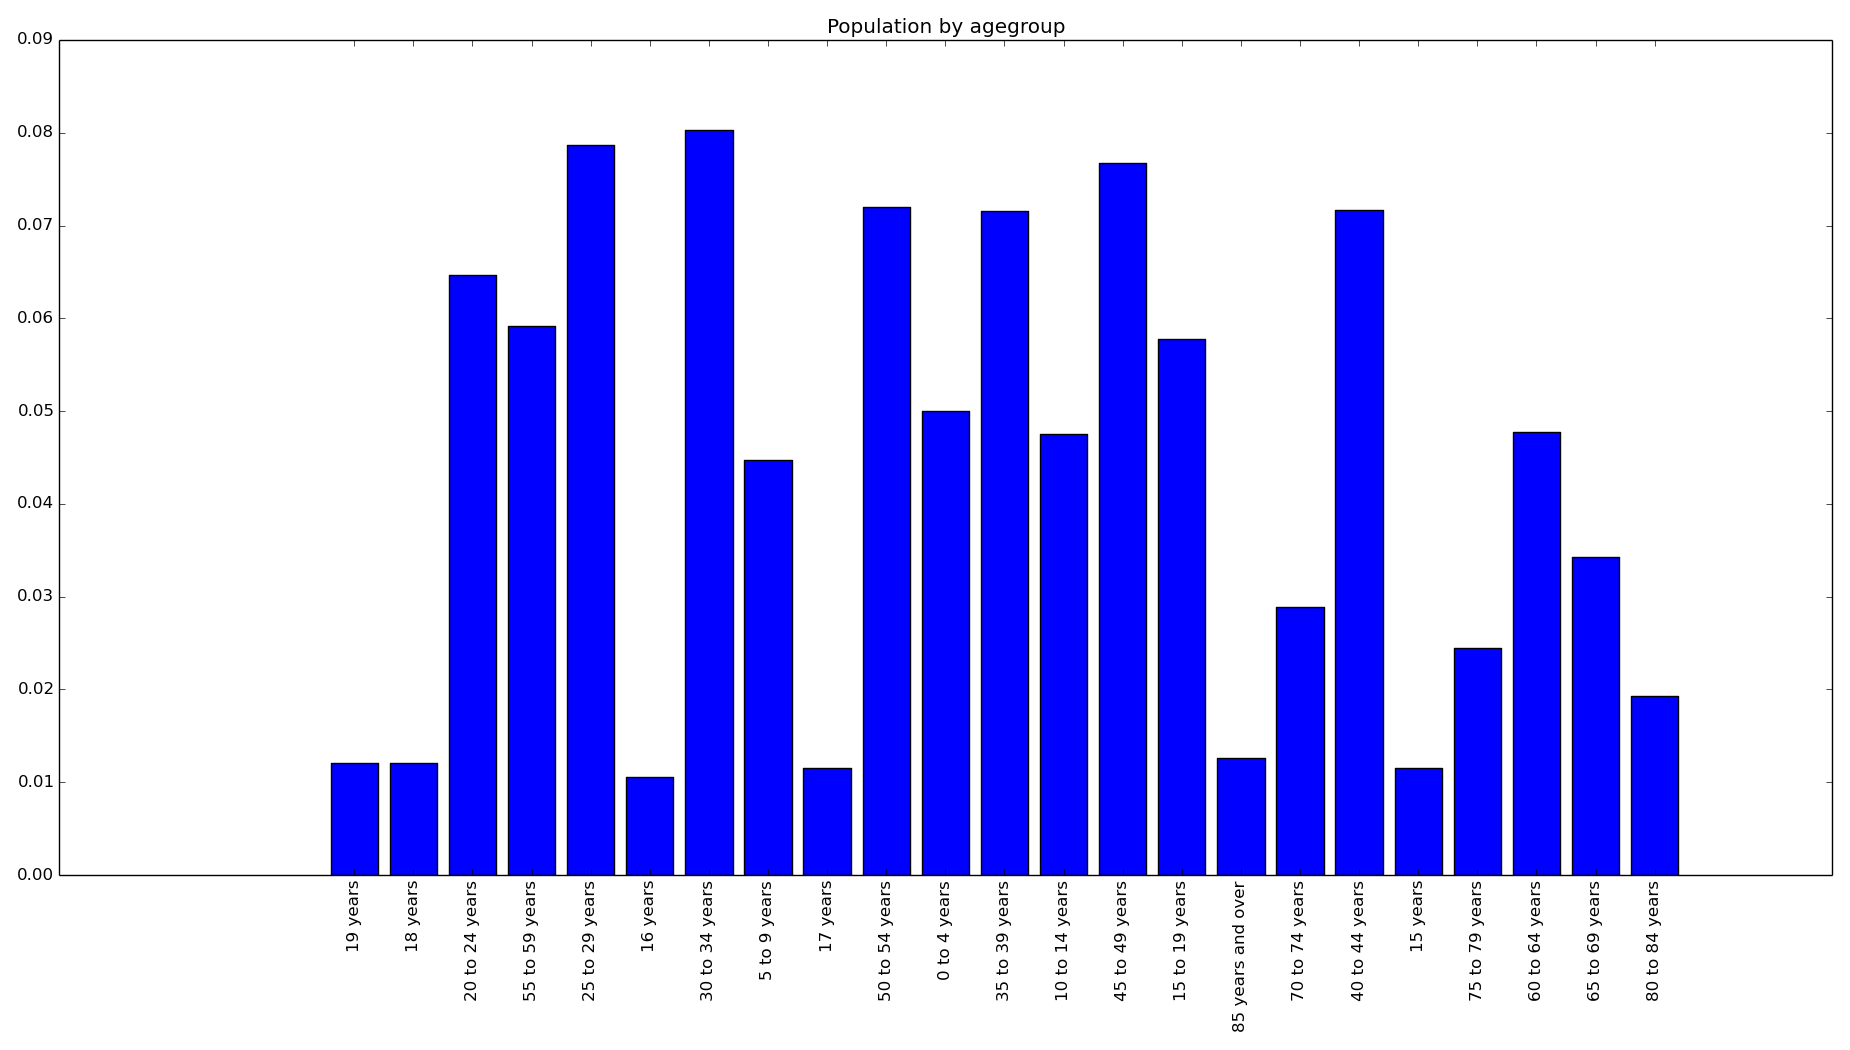 Population by agegroup
0.09
0.08
0.07
0.06
0.05
0.04
0.03
0.02
0.01
0.00
19 years
18 years
20 to 24 years
55 to 59 years
25 to 29 years
16 years
30 to 34 years
5 to 9 years
17 years
50 to 54 years
0 to 4 years
35 to 39 years
10 to 14 years
45 to 49 years
15 to 19 years
85 years and over
70 to 74 years
40 to 44 years
15 years
75 to 79 years
60 to 64 years
65 to 69 years
80 to 84 years